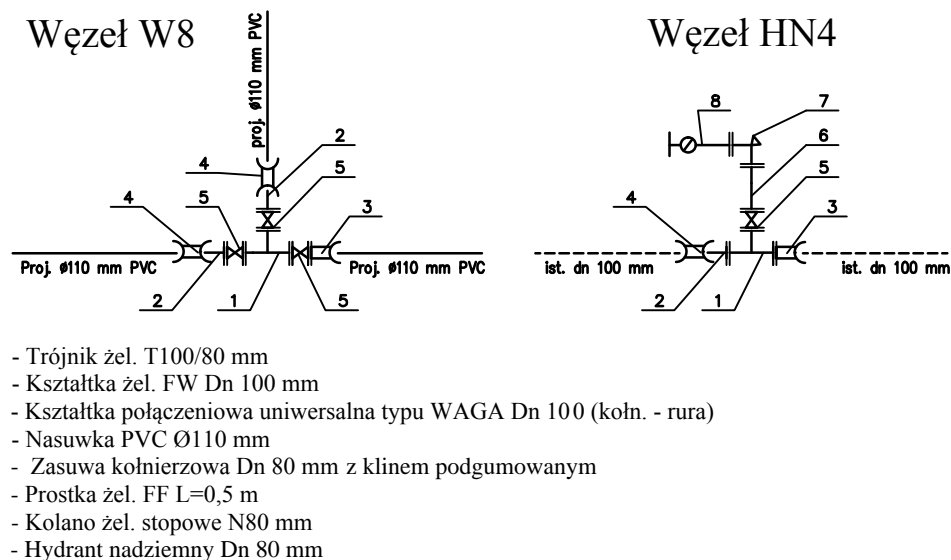 Węzeł W8
Węzeł HN4
proj. ø110 mm PVC
2
4
5
4
5
3
Proj. ø110 mm PVC
Proj. ø110 mm PVC
2
1
5
8
7
6
5
4
3
ist. dn 100 mm
ist. dn 100 mm
2
1
- Trójnik żel. T100/80 mm
- Kształtka żel. FW Dn 100 mm
- Kształtka połączeniowa uniwersalna typu WAGA Dn 100 (kołn. - rura)
- Nasuwka PVC Ø110 mm
- Zasuwa kołnierzowa Dn 80 mm z klinem podgumowanym
- Prostka żel. FF L=0,5 m
- Kolano żel. stopowe N80 mm
- Hydrant nadziemny Dn 80 mm